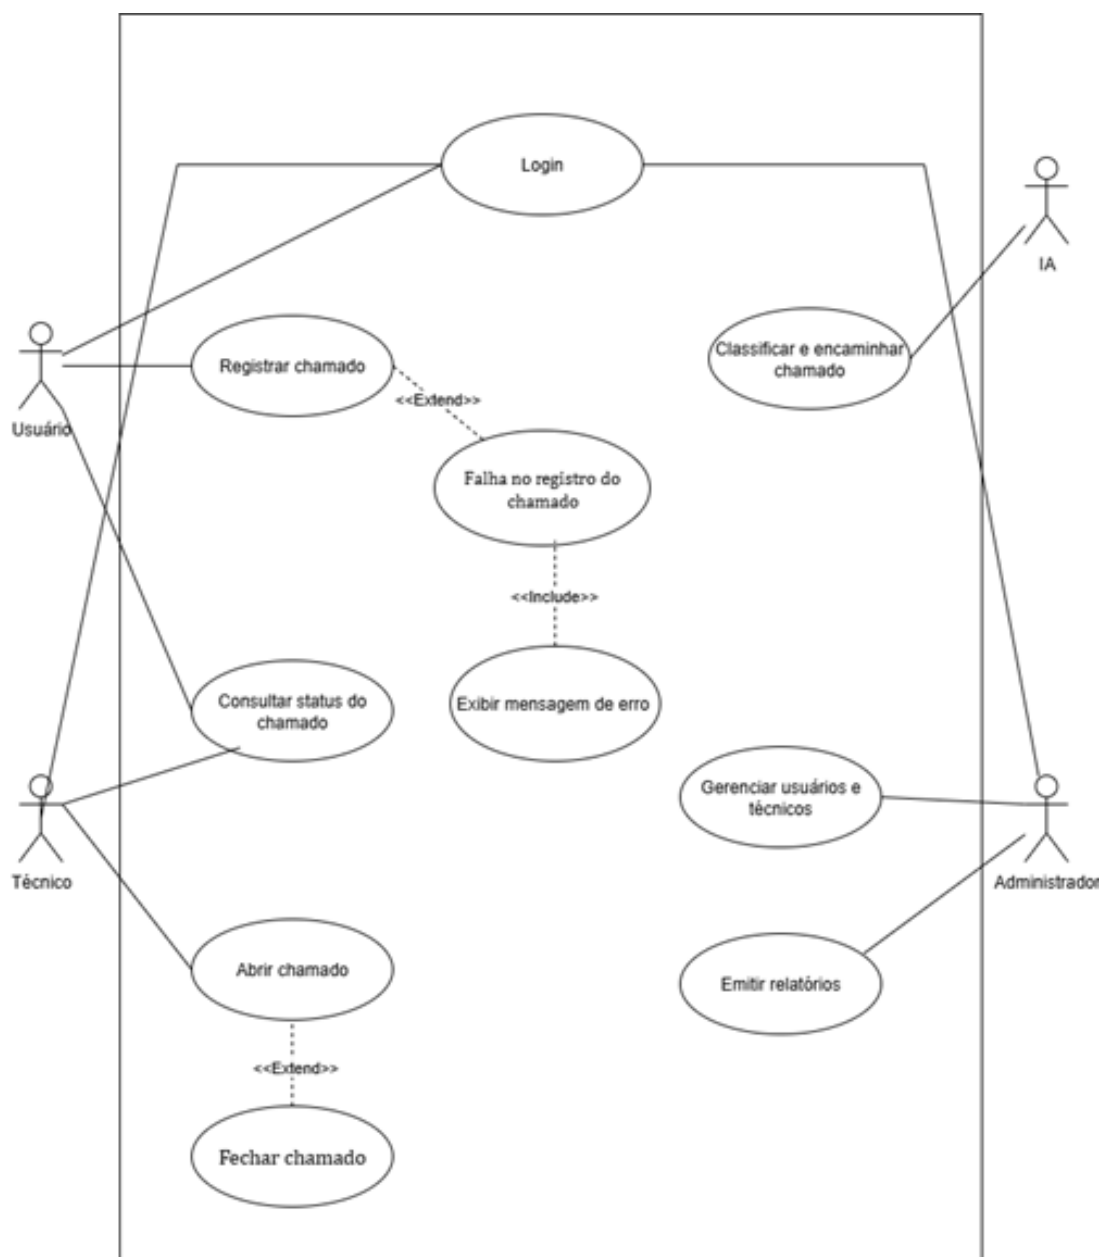 Login
IA
Registrar chamado
Classificar e encaminhar
chamado
<<Extend>>
Usuário
Falha no registro do
chamado
<<Include>>
Consultar status do
chamado
Exibir mensagem de erro
Gerenciar usuários e
técnicos
Técnico
Administrador
Abrir chamado
Emitir relatórios
<<Extend>>
Fechar chamado